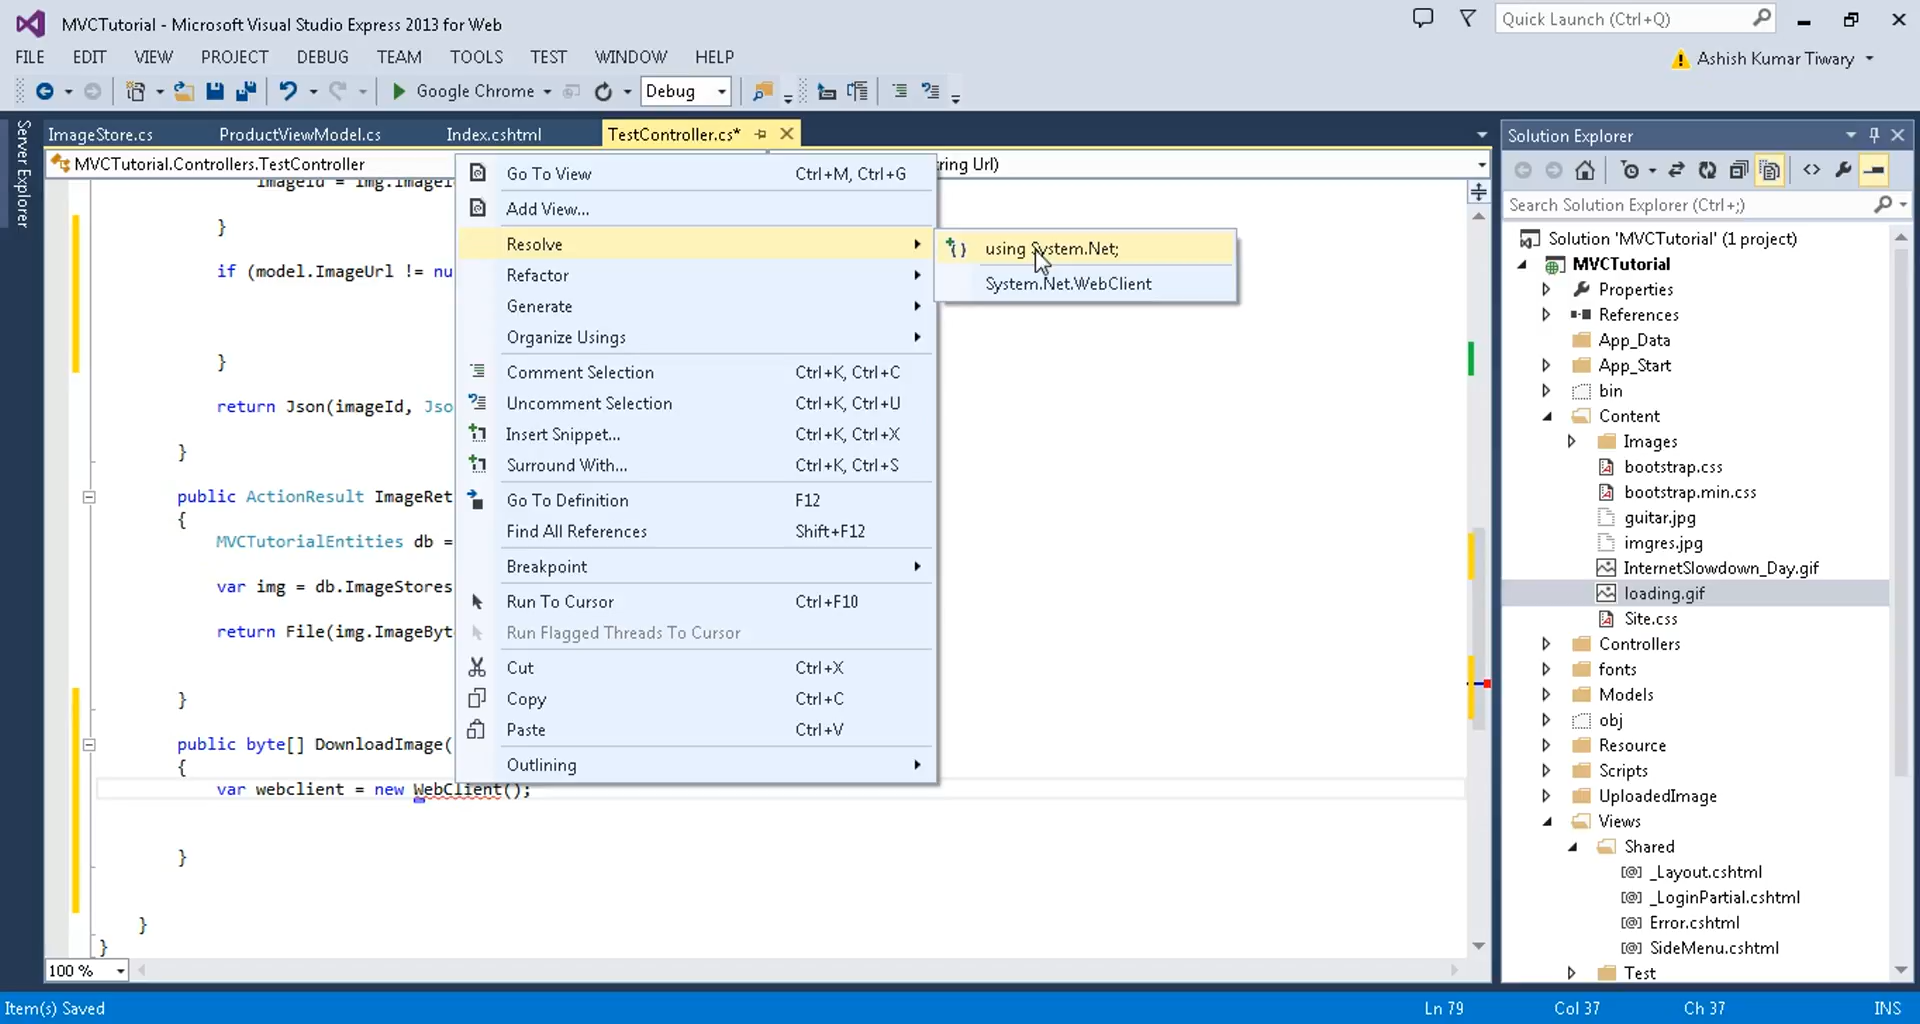 MVCTutorial - Microsoft Visual Studio Express 2013 for Web
Quick Launch (Ctrl+Q)
FILE EDIT VIEW PROJECT DEBUG TEAM TOOLS TEST WINDOW HELP
Ashish Kumar Tiwary
Google Chrome Debug
Server Explorer
ImageStore.cs ProductViewModel.cs Index.cshtml TestController.cs*
MVCTutorial.Controllers.TestController
ring Url)
}
if (model.ImageUrl != nu
}
return Json(imageId, Jso
}
public ActionResult ImageRet
{
MVCTutorialEntities db =
var img = db.ImageStores
return File(img.ImageByt
}
public byte[] DownloadImage(
{
var webclient = new WebClient();
}
}
}
Go To View Ctrl+M, Ctrl+G
Add View...
Resolve
Refactor
Generate
Organize Usings
Comment Selection Ctrl+K, Ctrl+C
Uncomment Selection Ctrl+K, Ctrl+U
Insert Snippet... Ctrl+K, Ctrl+X
Surround With... Ctrl+K, Ctrl+S
Go To Definition F12
Find All References Shift+F12
Breakpoint
Run To Cursor Ctrl+F10
Run Flagged Threads To Cursor
Cut Ctrl+X
Copy Ctrl+C
Paste Ctrl+V
Outlining
using System.Net;
System.Net.WebClient
Solution Explorer
Search Solution Explorer (Ctrl+;)
Solution 'MVCTutorial' (1 project)
MVCTutorial
Properties
References
App_Data
App_Start
bin
Content
Images
bootstrap.css
bootstrap.min.css
guitar.jpg
imgres.jpg
InternetSlowdown_Day.gif
loading.gif
Site.css
Controllers
fonts
Models
obj
Resource
Scripts
UploadedImage
Views
Shared
_Layout.cshtml
_LoginPartial.cshtml
Error.cshtml
SideMenu.cshtml
Test
100 %
Item(s) Saved
Ln 79 Col 37 Ch 37 INS